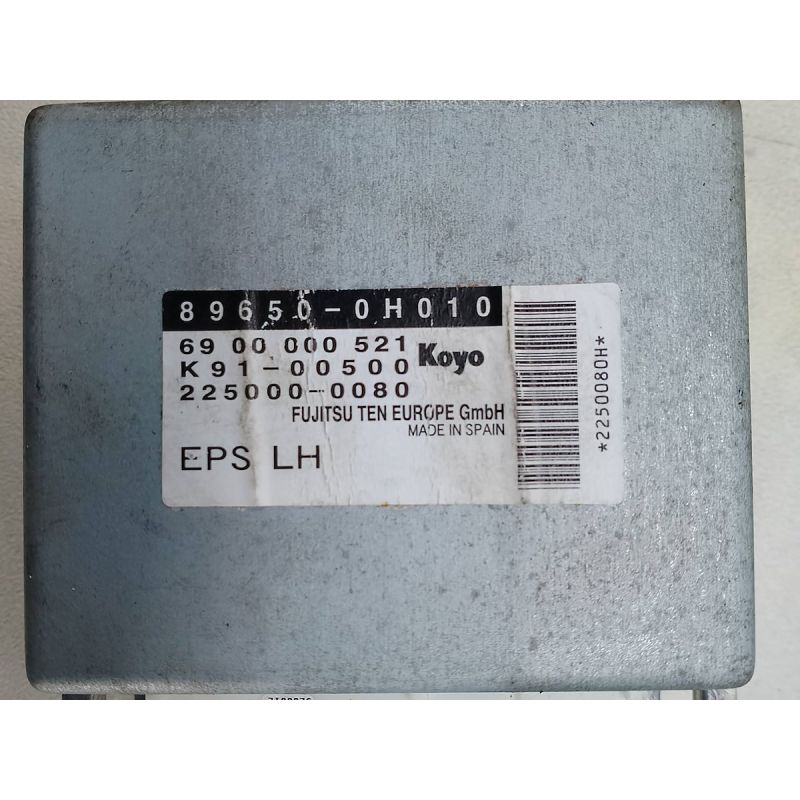 89650-0H010
69 00 000 521
Koyo
K91-00500
225000-0080
FUJITSU TEN EUROPE GmbH
MADE IN SPAIN
EPS LH
*2250080H*